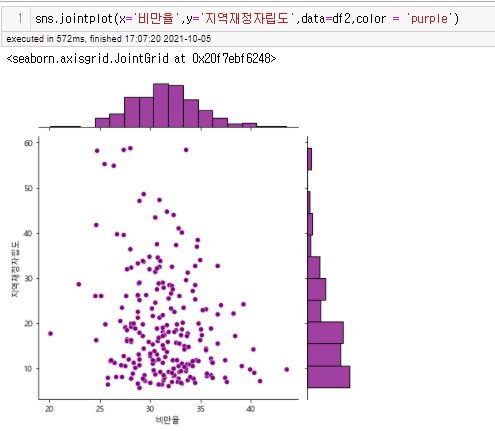 1 sns.jointplot(x='비만율',y='지역재정자립도',data=df2,color = 'purple')
executed in 572ms, finished 17:07:20 2021-10-05
<seaborn.axisgrid.JointGrid at 0x20f7ebf6248>
60
50
40
30
20
10
지역재정자립도
20 25 30 35 40
비만율